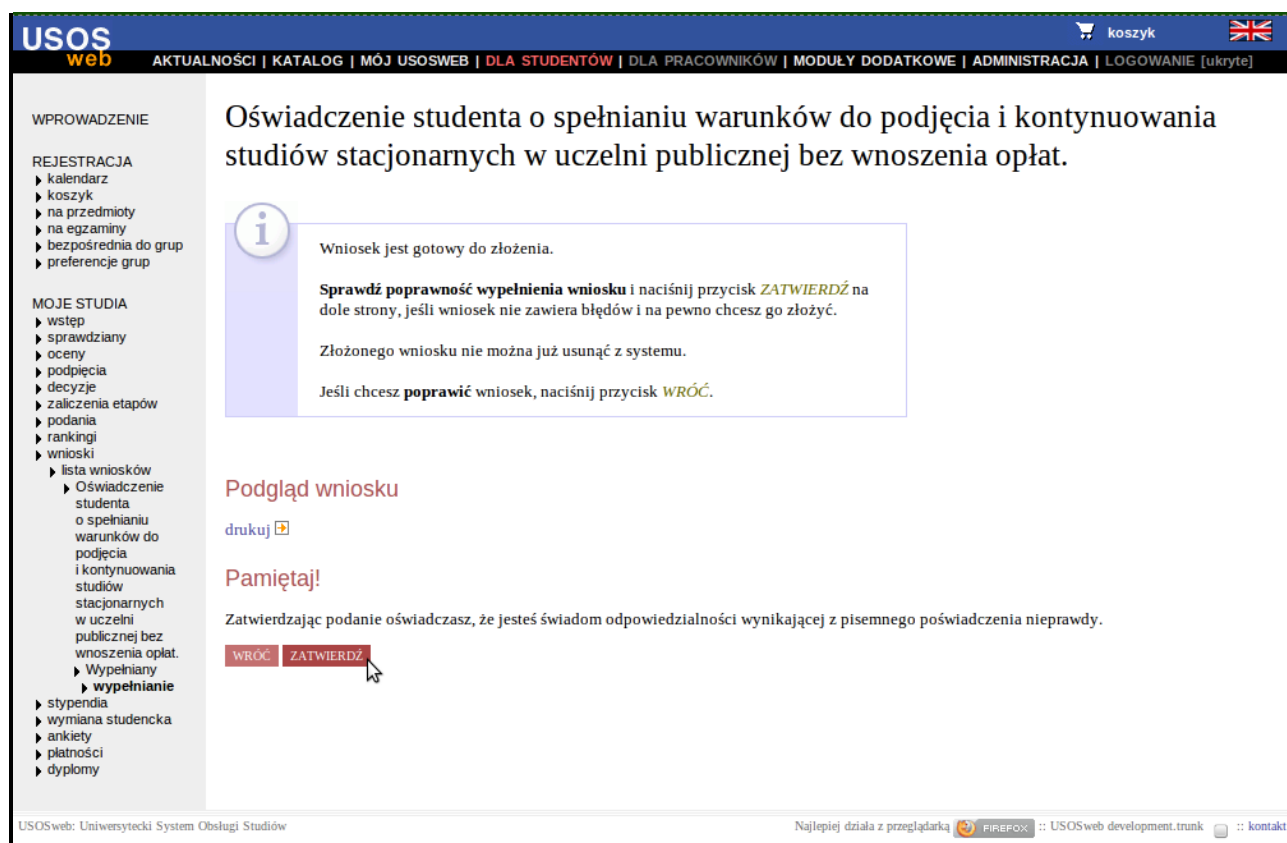 USOS
web
koszyk
AKTUALNOŚCI | KATALOG | MÓJ USOSWEB | DLA STUDENTÓW | DLA PRACOWNIKÓW | MODUŁY DODATKOWE | ADMINISTRACJA | LOGOWANIE [ukryte]
WPROWADZENIE
REJESTRACJA
kalendarz
koszyk
na przedmioty
na egzaminy
bezpośrednia do grup
preferencje grup
MOJE STUDIA
wstęp
sprawdziany
oceny
podpięcia
decyzje
zaliczenia etapów
podania
rankingi
wnioski
lista wniosków
Oświadczenie
studenta
o spełnianiu
warunków do
podjęcia
i kontynuowania
studiów
stacjonarnych
w uczelni
publicznej bez
wnoszenia opłat.
Wypełniany
wypełnianie
stypendia
wymiana studencka
ankiety
płatności
dyplomy
Oświadczenie studenta o spełnianiu warunków do podjęcia i kontynuowania
studiów stacjonarnych w uczelni publicznej bez wnoszenia opłat.
i
Wniosek jest gotowy do złożenia.
Sprawdź poprawność wypełnienia wniosku i naciśnij przycisk ZATWIERDŹ na
dole strony, jeśli wniosek nie zawiera błędów i na pewno chcesz go złożyć.
Złożonego wniosku nie można już usunąć z systemu.
Jeśli chcesz poprawić wniosek, naciśnij przycisk WRÓĆ.
Podgląd wniosku
drukuj
Pamiętaj!
Zatwierdzając podanie oświadczasz, że jesteś świadom odpowiedzialności wynikającej z pisemnego poświadczenia nieprawdy.
WRÓĆ ZATWIERDŹ
USOSweb: Uniwersytecki System Obsługi Studiów
Najlepiej działa z przeglądarką FIREFOX :: USOSweb development.trunk :: kontakt